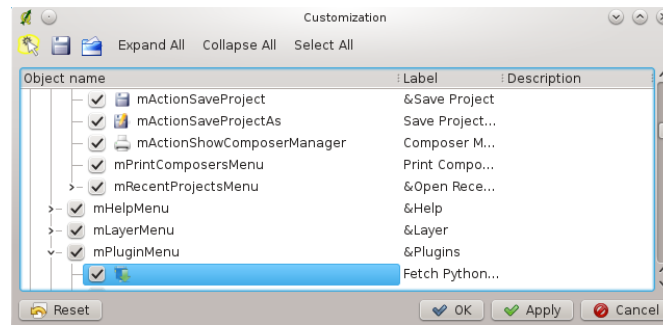 Customization
Expand All Collapse All Select All
Object name Label Description
mActionSaveProject &Save Project
mActionSaveProjectAs Save Project...
mActionShowComposerManager Composer M...
mPrintComposersMenu Print Compo...
mRecentProjectsMenu &Open Rece...
mHelpMenu &Help
mLayerMenu &Layer
mPluginMenu &Plugins
Fetch Python...
Reset OK Apply Cancel